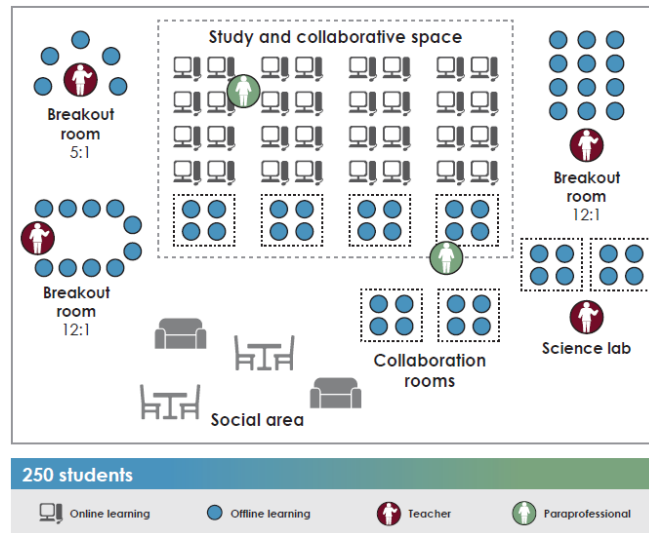 Study and collaborative space
Breakout
room
5:1
Breakout
room
12:1
Breakout
room
12:1
Science lab
Collaboration
rooms
Social area
250 students
Online learning
Offline learning
Teacher
Paraprofessional